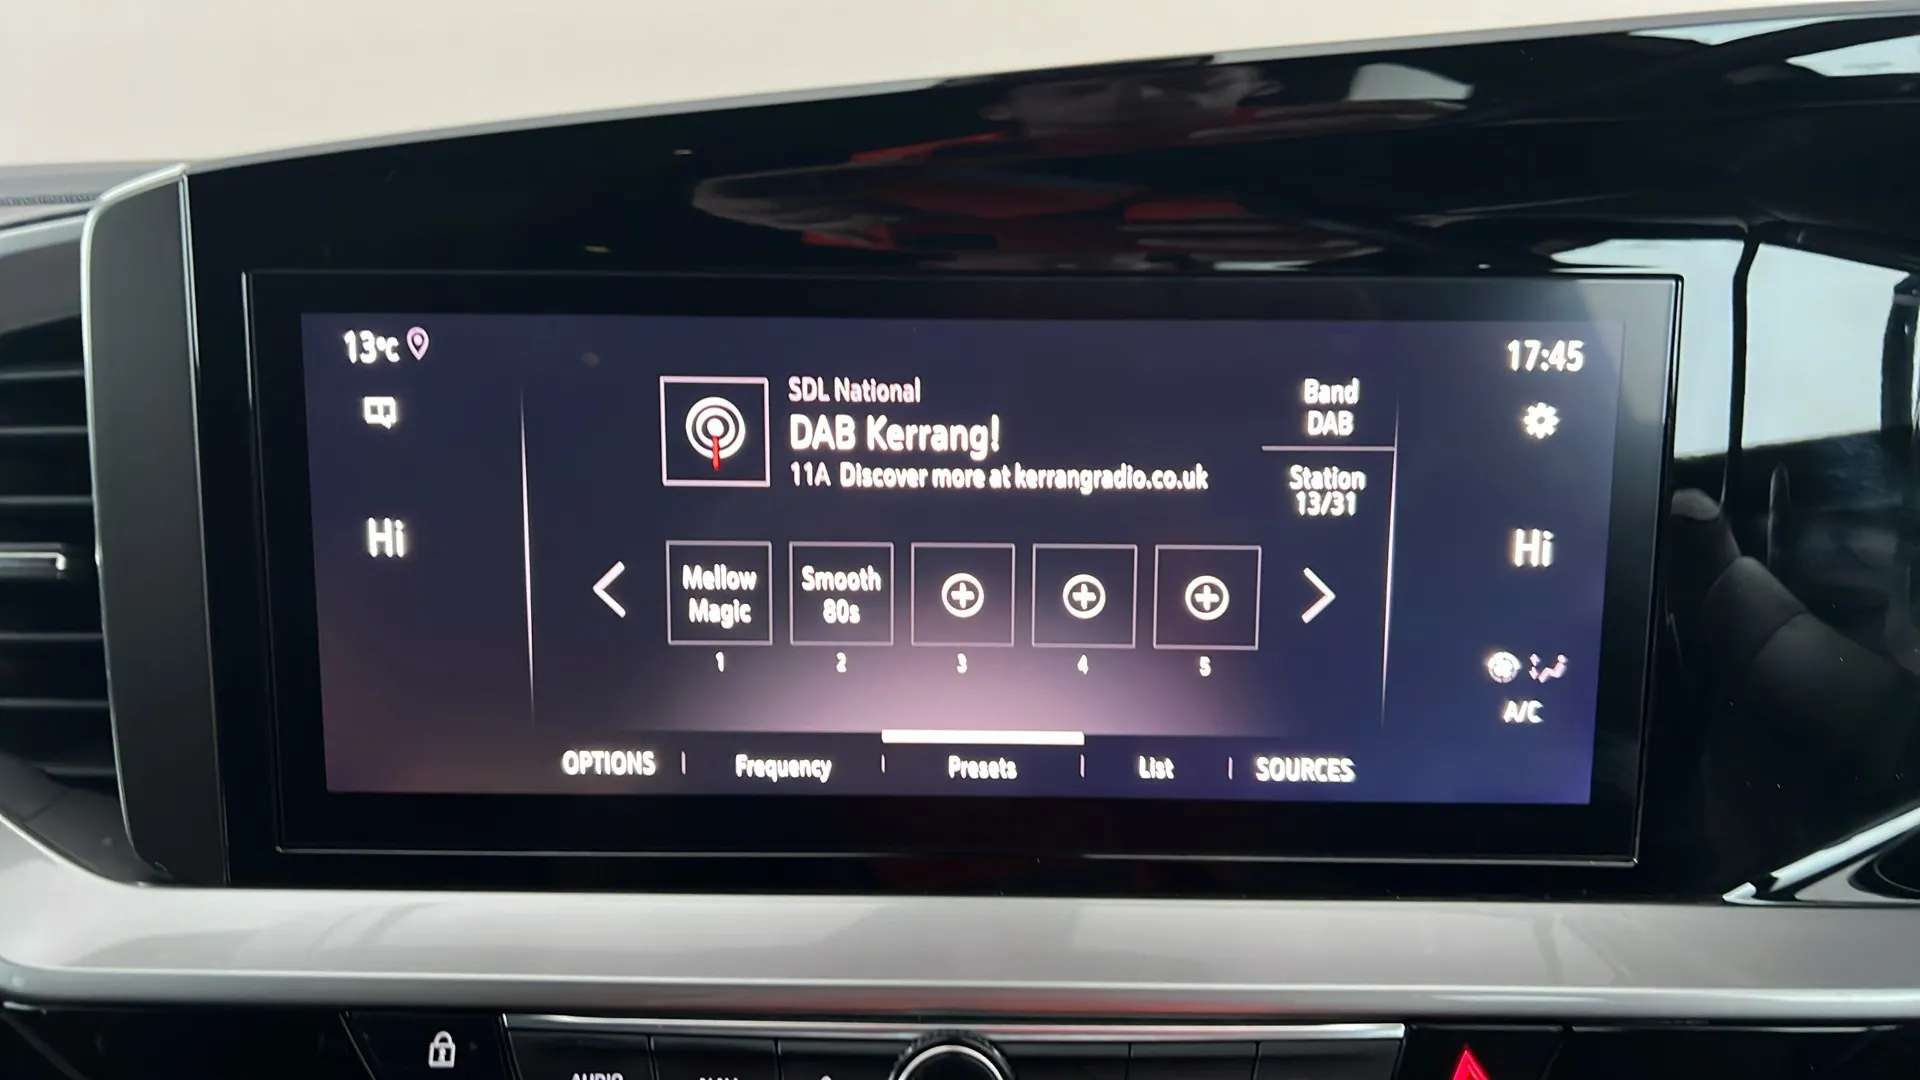 13°C
17:45
SDL National
DAB Kerrang!
11A Discover more at kerrangradio.co.uk
Band
DAB
Station
13/31
Hi
Hi
Mellow
Magic
Smooth
80s
1
2
3
4
5
A/C
OPTIONS
Frequency
Presets
List
SOURCES
AUDIO